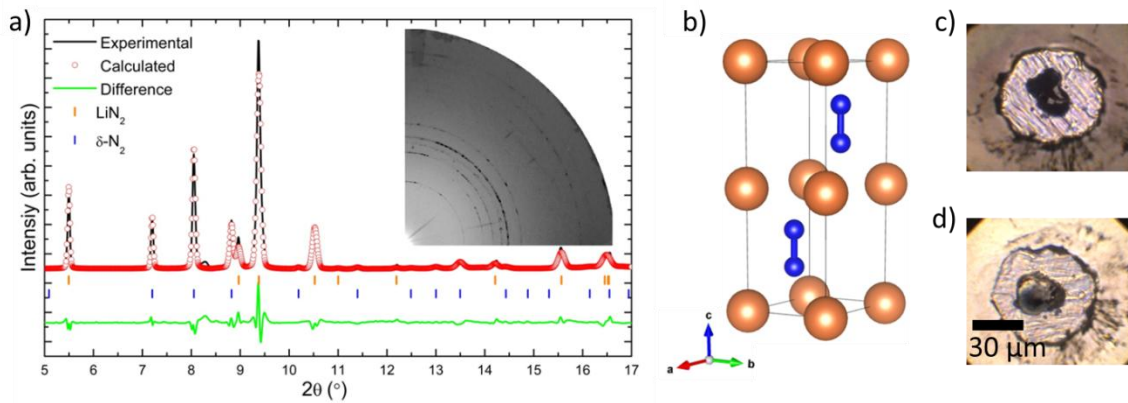 a)
Intensiy (arb. units)
Experimental
Calculated
Difference
LiN₂
δ-N₂
5 6 7 8 9 10 11 12 13 14 15 16 17
2θ (°)
b)
c
a
b
c)
d)
30 µm